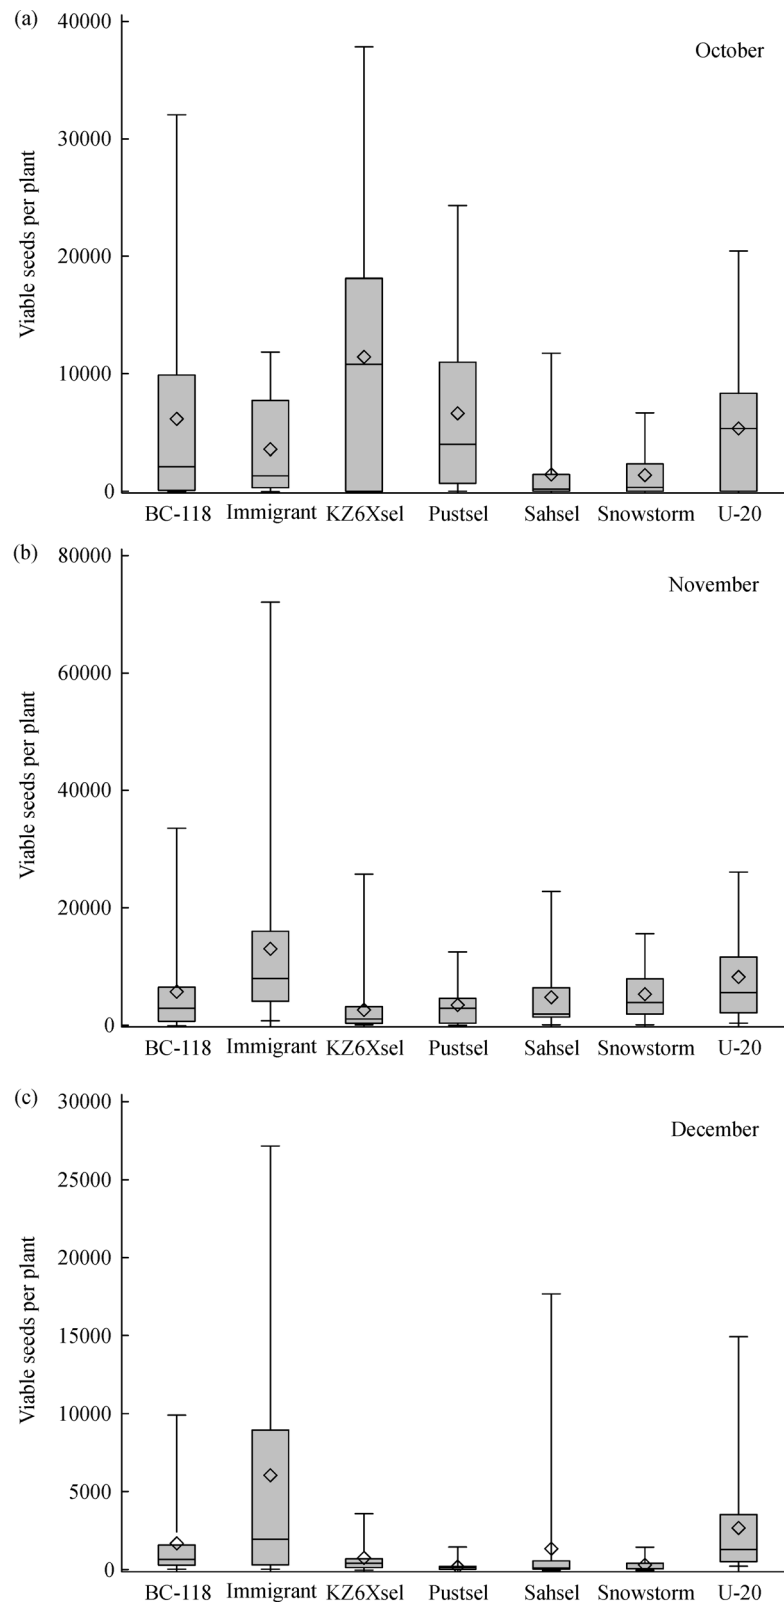 (a)
40000
October
30000
Viable seeds per plant
20000
10000
0
BC-118 Immigrant KZ6Xsel Pustsel Sahsel Snowstorm U-20
(b)
80000
November
60000
Viable seeds per plant
40000
20000
0
BC-118 Immigrant KZ6Xsel Pustsel Sahsel Snowstorm U-20
(c)
30000
December
25000
20000
Viable seeds per plant
15000
10000
5000
0
BC-118 Immigrant KZ6Xsel Pustsel Sahsel Snowstorm U-20